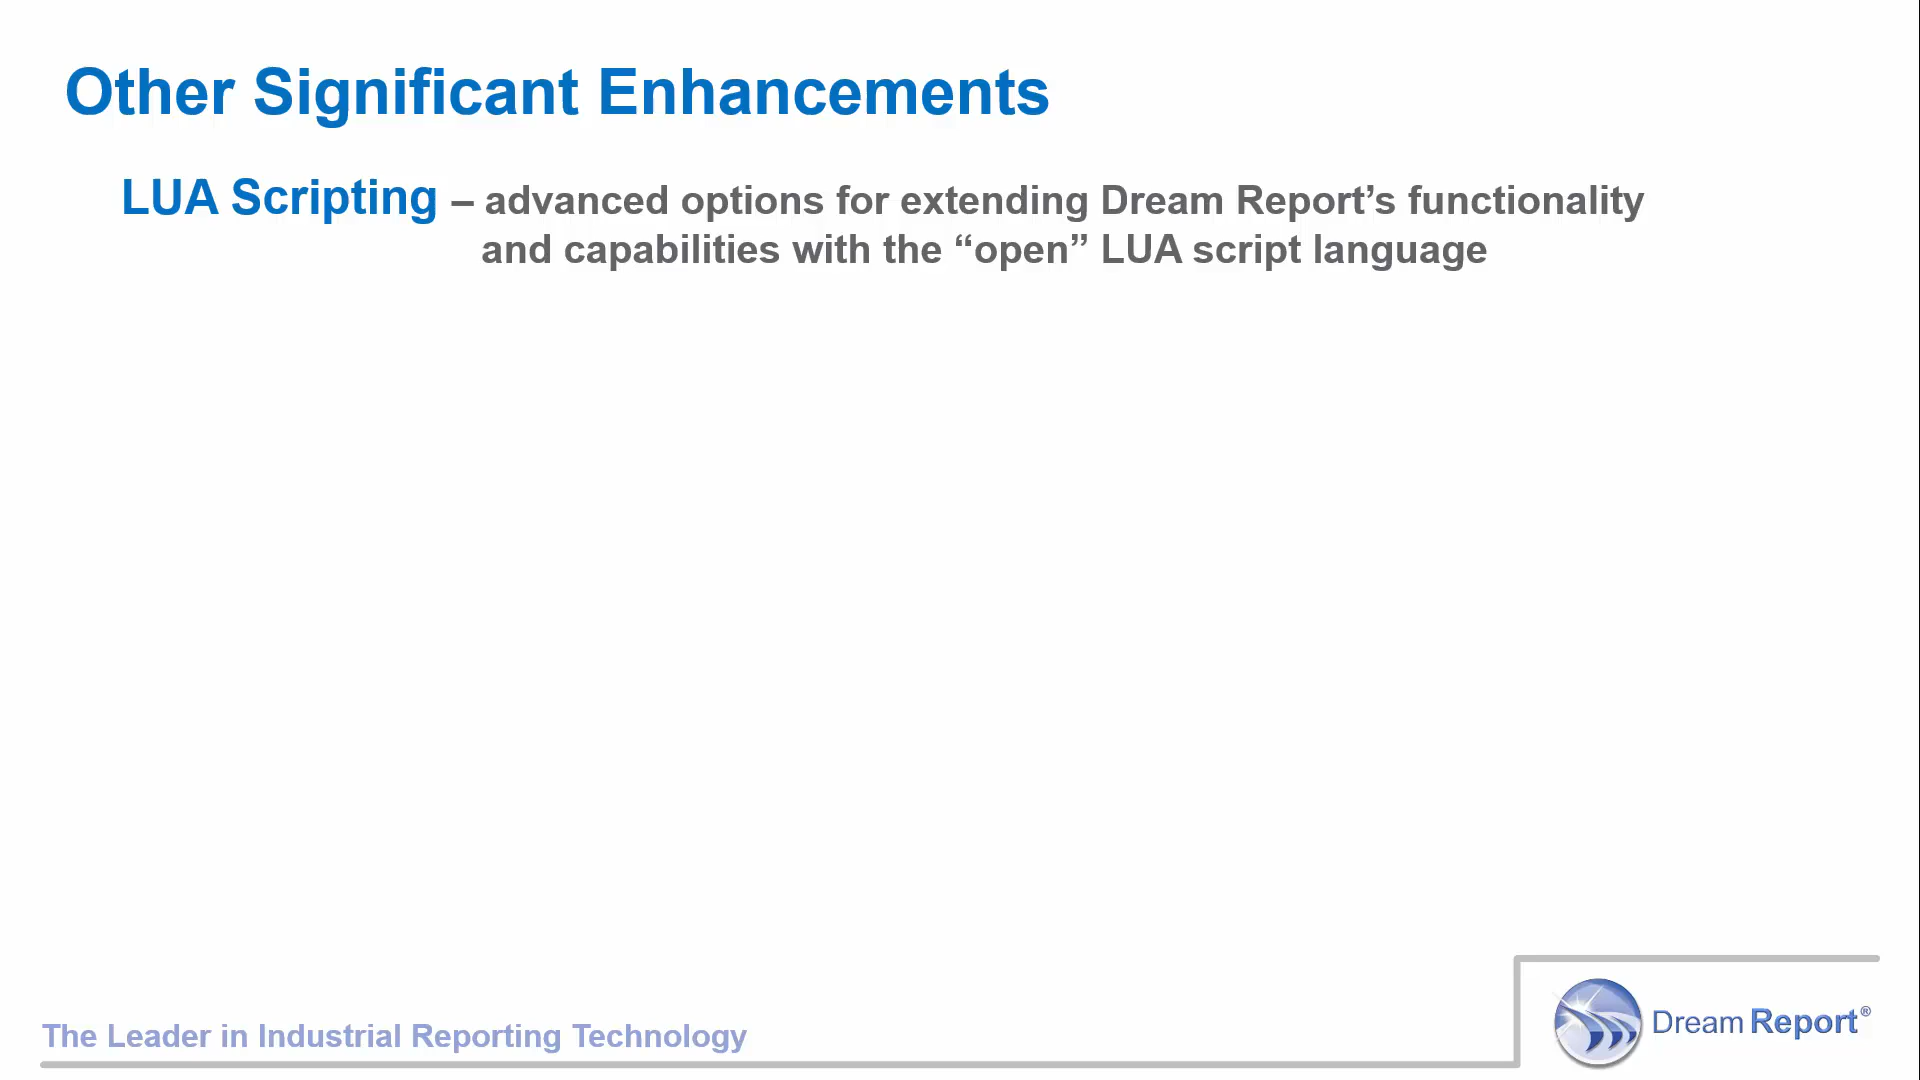 Other Significant Enhancements
LUA Scripting – advanced options for extending Dream Report’s functionality
and capabilities with the “open” LUA script language
The Leader in Industrial Reporting Technology
Dream Report®